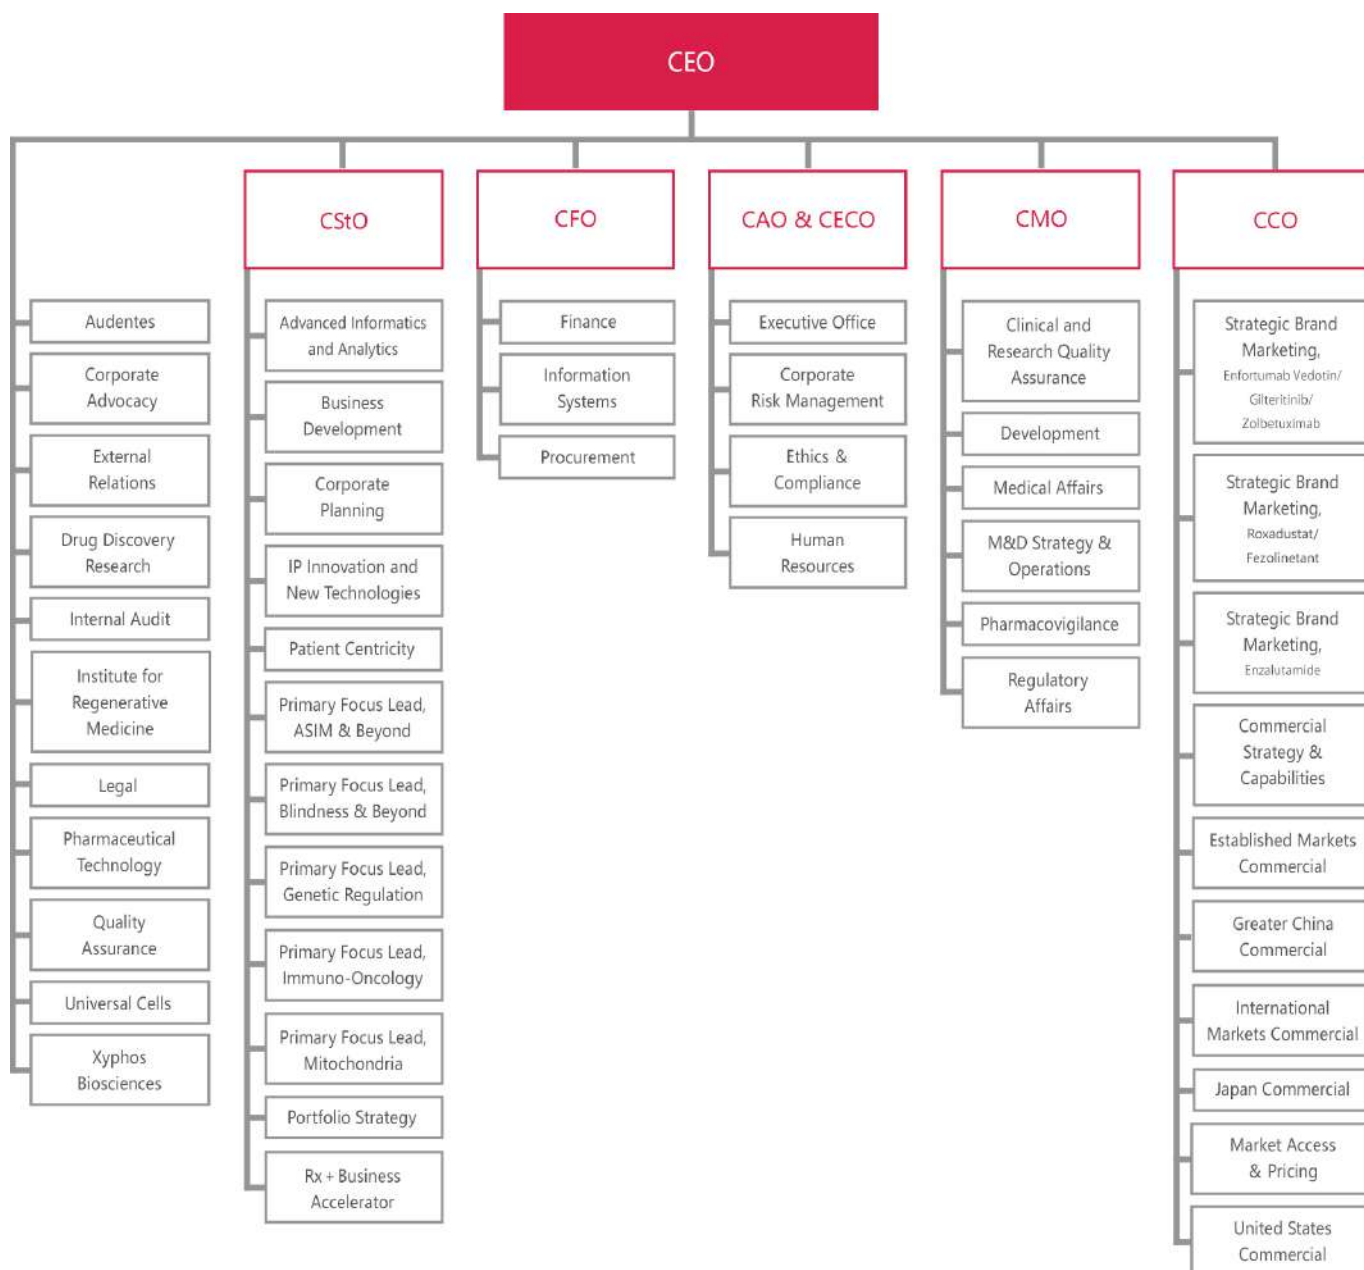 CEO
CStO
CFO
CAO & CECO
CMO
CCO
Audentes
Corporate
Advocacy
External
Relations
Drug Discovery
Research
Internal Audit
Institute for
Regenerative
Medicine
Legal
Pharmaceutical
Technology
Quality
Assurance
Universal Cells
Xyphos
Biosciences
Advanced Informatics
and Analytics
Business
Development
Corporate
Planning
IP Innovation and
New Technologies
Patient Centricity
Primary Focus Lead,
ASIM & Beyond
Primary Focus Lead,
Blindness & Beyond
Primary Focus Lead,
Genetic Regulation
Primary Focus Lead,
Immuno-Oncology
Primary Focus Lead,
Mitochondria
Portfolio Strategy
Rx + Business
Accelerator
Finance
Information
Systems
Procurement
Executive Office
Corporate
Risk Management
Ethics &
Compliance
Human
Resources
Clinical and
Research Quality
Assurance
Development
Medical Affairs
M&D Strategy &
Operations
Pharmacovigilance
Regulatory
Affairs
Strategic Brand
Marketing,
Enfortumab Vedotin/
Gilteritinib/
Zolbetuximab
Strategic Brand
Marketing,
Roxadustat/
Fezolinetant
Strategic Brand
Marketing,
Enzalutamide
Commercial
Strategy &
Capabilities
Established Markets
Commercial
Greater China
Commercial
International
Markets Commercial
Japan Commercial
Market Access
& Pricing
United States
Commercial